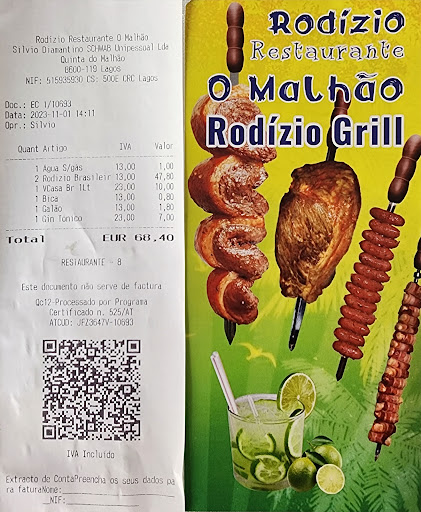 Rodizio Restaurante O Malhão
Silvio Diamantino SCHWAB Unipessoal Lda
Quinta do Malhão
6600-119 Lagos
NIF: 515935930 CS: 500E CRC Lagos
Doc.: EC 1/10693
Data: 2023-11-01 14:11
Opr.: Silvio
Quant Artigo IVA Valor
1 Agua S/gas 13,00 1,00
2 Rodizio Brasileir 13,00 47,80
1 VCasa Br 1Lt 23,00 10,00
1 Bica 13,00 0,80
1 Galão 13,00 1,80
1 Gin Tónico 23,00 7,00
Total EUR 68,40
RESTAURANTE - 8
Este documento não serve de factura
Qc12-Processado por Programa
Certificado n. 525/AT
ATCUD: JFZ3647V-10693
IVA Incluído
Extracto de ContaPreencha os seus dados pa
ra faturaNome:
NIF:
Rodízio
Restaurante
O Malhão
Rodízio Grill